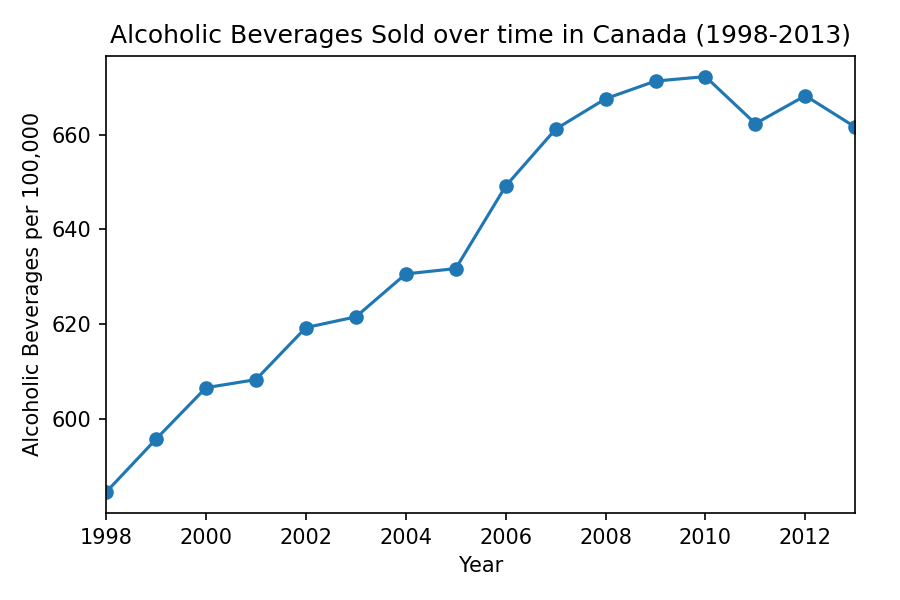 Alcoholic Beverages Sold over time in Canada (1998-2013)
Alcoholic Beverages per 100,000
660
640
620
600
1998 2000 2002 2004 2006 2008 2010 2012
Year